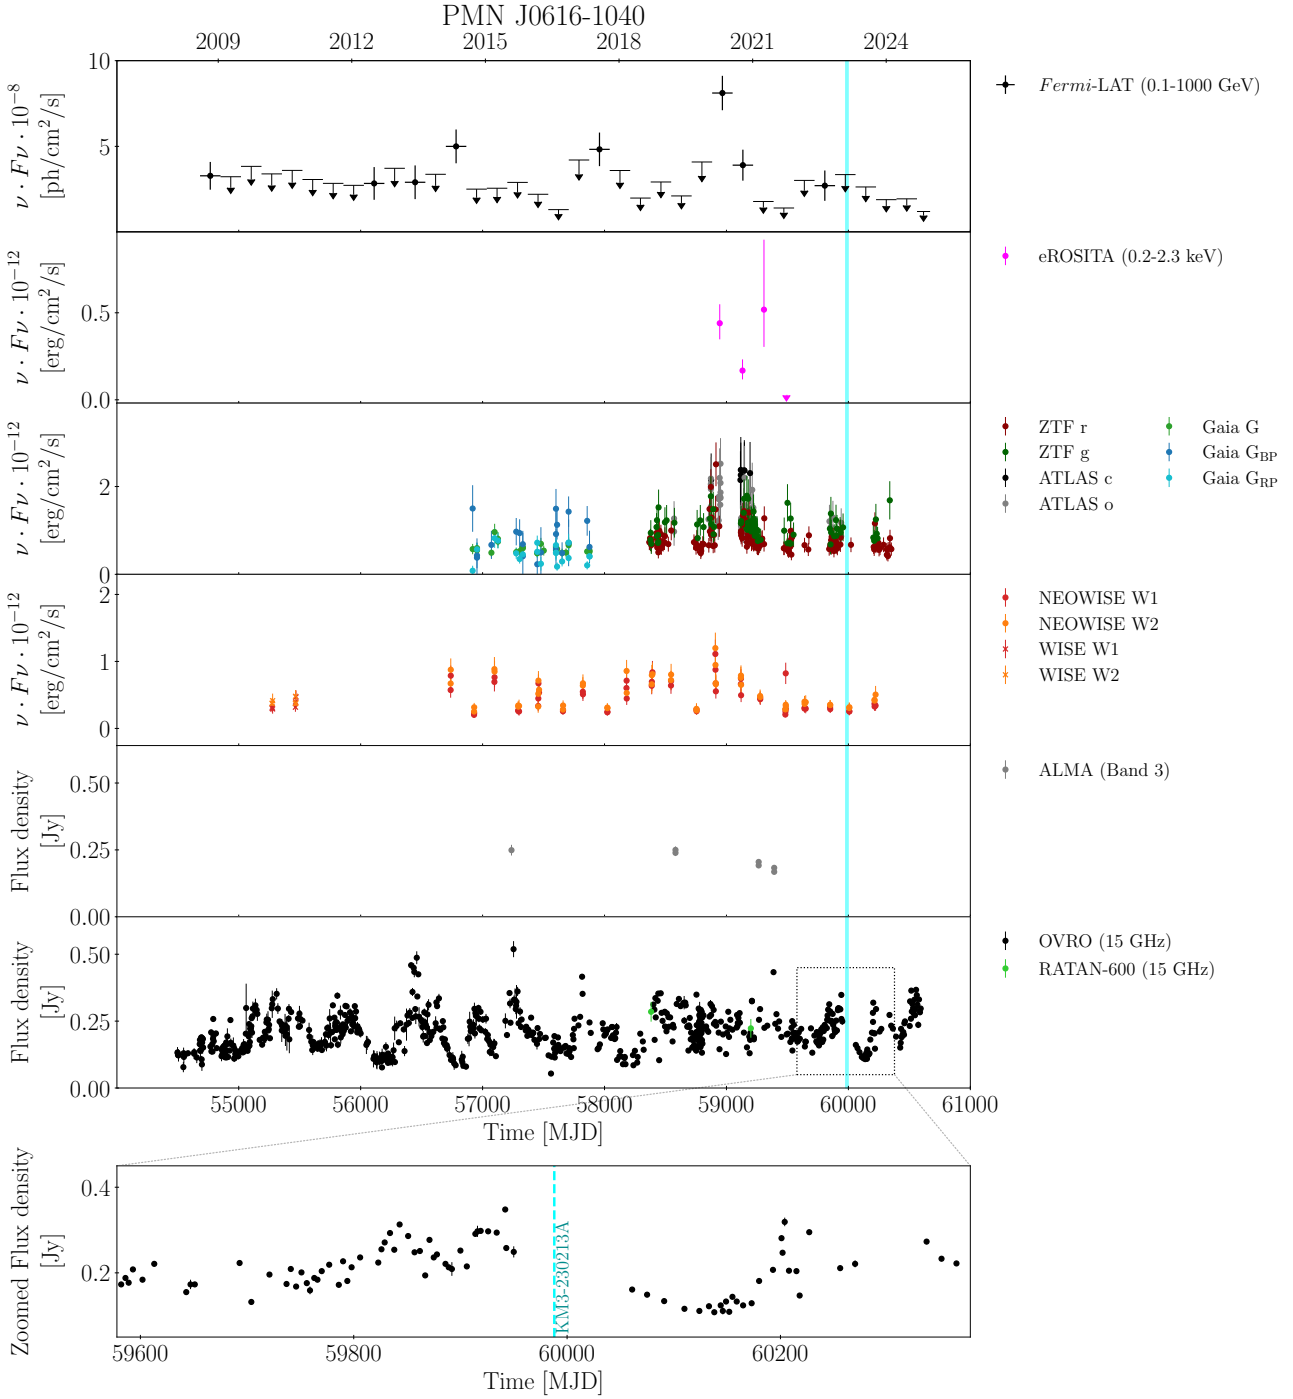 PMN J0616-1040
2009 2012 2015 2018 2021 2024
10
5
ν · Fν · 10⁻⁸
[ph/cm²/s]
Fermi-LAT (0.1-1000 GeV)
0.5
0.0
ν · Fν · 10⁻¹²
[erg/cm²/s]
eROSITA (0.2-2.3 keV)
2
0
ν · Fν · 10⁻¹²
[erg/cm²/s]
ZTF r
ZTF g
ATLAS c
ATLAS o
Gaia G
Gaia G_BP
Gaia G_RP
2
1
0
ν · Fν · 10⁻¹²
[erg/cm²/s]
NEOWISE W1
NEOWISE W2
WISE W1
WISE W2
0.50
0.25
0.00
Flux density
[Jy]
ALMA (Band 3)
0.50
0.25
0.00
Flux density
[Jy]
OVRO (15 GHz)
RATAN-600 (15 GHz)
55000 56000 57000 58000 59000 60000 61000
Time [MJD]
0.4
0.2
Zoomed Flux density
[Jy]
KM3-230213A
59600 59800 60000 60200
Time [MJD]